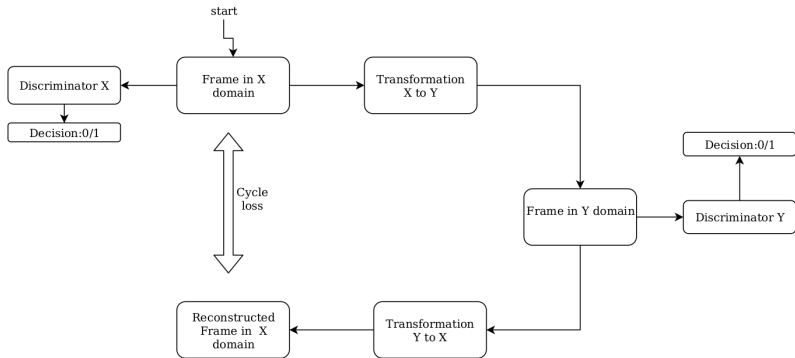 start
Discriminator X
Decision:0/1
Frame in X
domain
Transformation
X to Y
Decision:0/1
Frame in Y domain
Discriminator Y
Cycle
loss
Reconstructed
Frame in X
domain
Transformation
Y to X